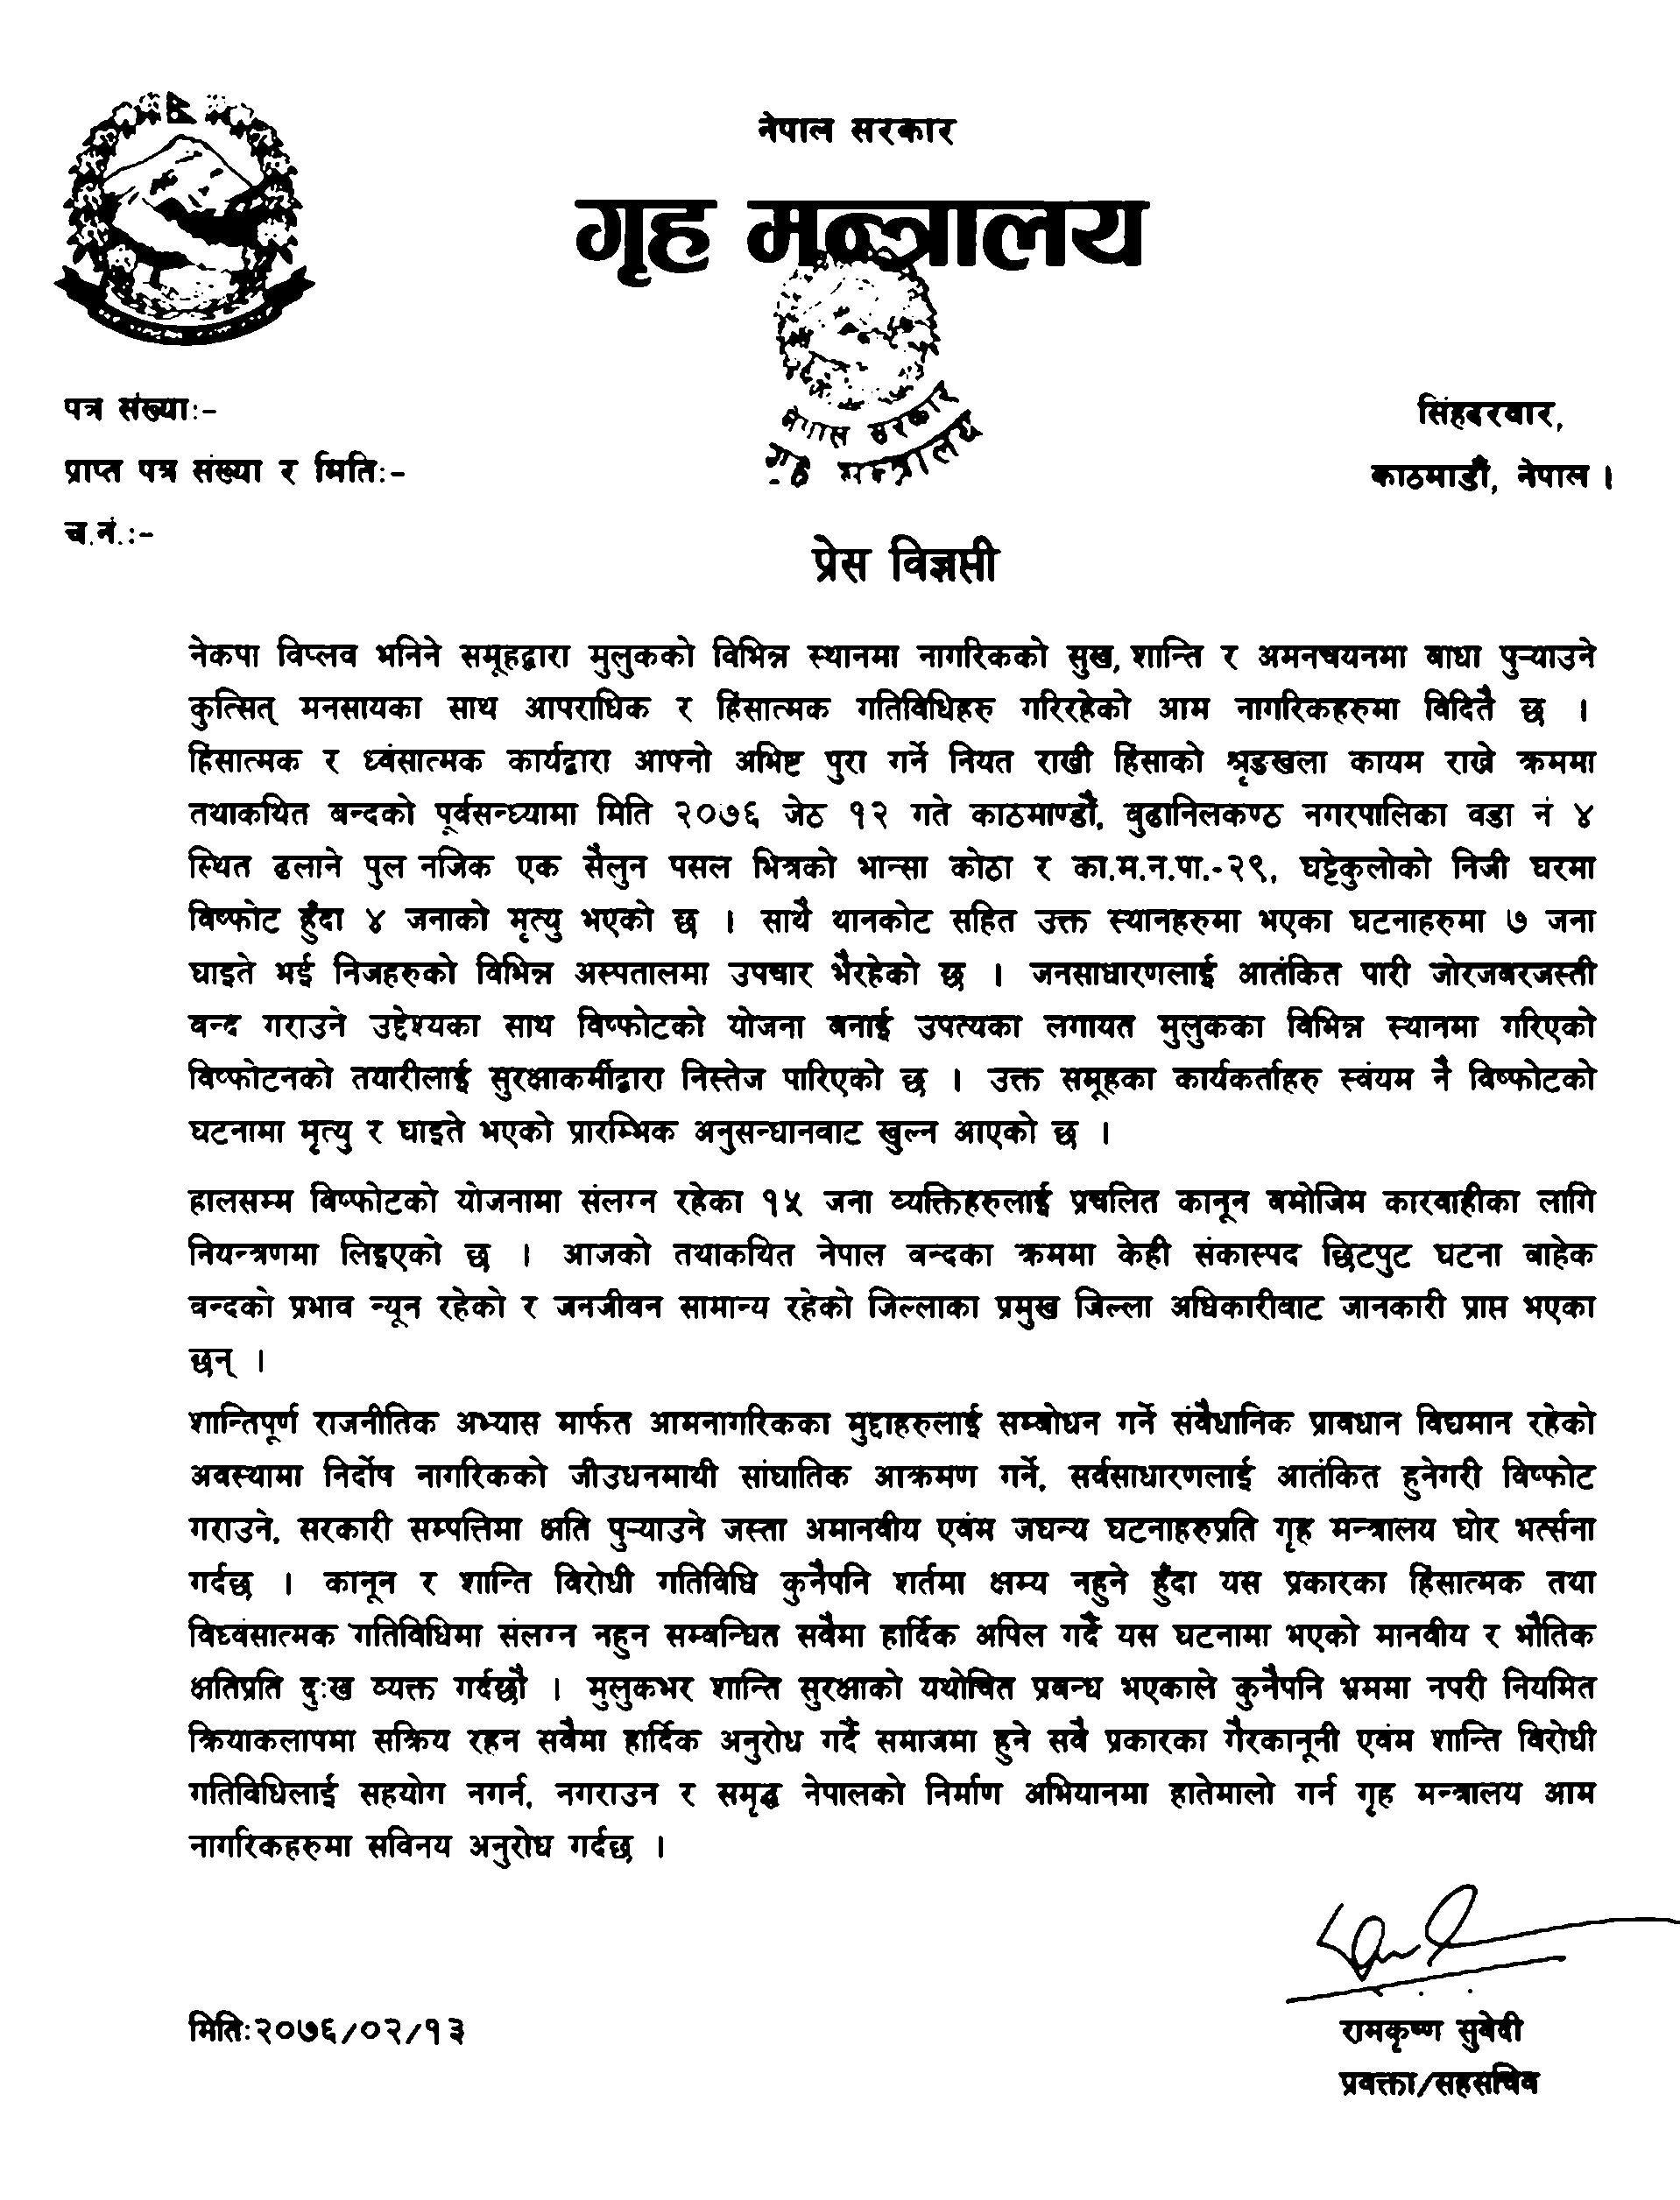 नेपाल सरकार
गृह मन्त्रालय
नेपाल सरकार
गृह मन्त्रालय
पत्र संख्या:-
प्राप्त पत्र संख्या र मिति:-
च.नं.:-
सिंहदरवार,
काठमाडौं, नेपाल ।
प्रेस विज्ञप्ती
नेकपा विप्लव भनिने समूहद्वारा मुलुकको विभिन्न स्थानमा नागरिकको सुख, शान्ति र अमनचयनमा बाधा पुऱ्याउने
कुत्सित् मनसायका साथ आपराधिक र हिंसात्मक गतिविधिहरु गरिरहेको आम नागरिकहरुमा विदितै छ ।
हिंसात्मक र ध्वंसात्मक कार्यद्वारा आफ्नो अभिष्ट पुरा गर्ने नियत राखी हिंसाको श्रृङखला कायम राख्ने क्रममा
तथाकथित बन्दको पूर्वसन्ध्यामा मिति २०७६ जेठ १२ गते काठमाण्डौं, बुढानिलकण्ठ नगरपालिका वडा नं ४
स्थित ढलाने पुल नजिक एक सैलुन पसल भित्रको भान्सा कोठा र का.म.न.पा.-२९, घट्टेकुलोको निजी घरमा
विष्फोट हुँदा ४ जनाको मृत्यु भएको छ । साथै थानकोट सहित उक्त स्थानहरुमा भएका घटनाहरुमा ७ जना
घाइते भई निजहरुको विभिन्न अस्पतालमा उपचार भैरहेको छ । जनसाधारणलाई आतंकित पारी जोरजबरजस्ती
बन्द गराउने उद्देश्यका साथ विष्फोटको योजना बनाई उपत्यका लगायत मुलुकका विभिन्न स्थानमा गरिएको
विष्फोटनको तयारीलाई सुरक्षाकर्मीद्वारा निस्तेज पारिएको छ । उक्त समूहका कार्यकर्ताहरु स्वंयम नै विष्फोटको
घटनामा मृत्यु र घाइते भएको प्रारम्भिक अनुसन्धानबाट खुल्न आएको छ ।
हालसम्म विष्फोटको योजनामा संलग्न रहेका १५ जना व्यक्तिहरुलाई प्रचलित कानून बमोजिम कारवाहीका लागि
नियन्त्रणमा लिइएको छ । आजको तथाकथित नेपाल बन्दका क्रममा केही संकास्पद छिटपुट घटना बाहेक
बन्दको प्रभाव न्यून रहेको र जनजीवन सामान्य रहेको जिल्लाका प्रमुख जिल्ला अधिकारीबाट जानकारी प्राप्त भएका
छन् ।
शान्तिपूर्ण राजनीतिक अभ्यास मार्फत आमनागरिकका मुद्दाहरुलाई सम्बोधन गर्ने संवैधानिक प्रावधान विद्यमान रहेको
अवस्थामा निर्दोष नागरिकको जीउधनमाथी सांघातिक आक्रमण गर्ने, सर्वसाधारणलाई आतंकित हुनेगरी विष्फोट
गराउने, सरकारी सम्पत्तिमा क्षति पुऱ्याउने जस्ता अमानवीय एवंम जघन्य घटनाहरुप्रति गृह मन्त्रालय घोर भर्त्सना
गर्दछ । कानून र शान्ति विरोधी गतिविधि कुनैपनि शर्तमा क्षम्य नहुने हुँदा यस प्रकारका हिंसात्मक तथा
विध्वंसात्मक गतिविधिमा संलग्न नहुन सम्बन्धित सवैमा हार्दिक अपिल गर्दै यस घटनामा भएको मानवीय र भौतिक
क्षतिप्रति दुःख व्यक्त गर्दछौ । मुलुकभर शान्ति सुरक्षाको यथोचित प्रबन्ध भएकाले कुनैपनि भ्रममा नपरी नियमित
क्रियाकलापमा सक्रिय रहन सवैमा हार्दिक अनुरोध गर्दै समाजमा हुने सवै प्रकारका गैरकानूनी एवंम शान्ति विरोधी
गतिविधिलाई सहयोग नगर्न, नगराउन र समृद्ध नेपालको निर्माण अभियानमा हातेमालो गर्न गृह मन्त्रालय आम
नागरिकहरुमा सविनय अनुरोध गर्दछ ।
मिति:२०७६/०२/१३
रामकृष्ण सुवेदी
प्रवक्ता/सहसचिव